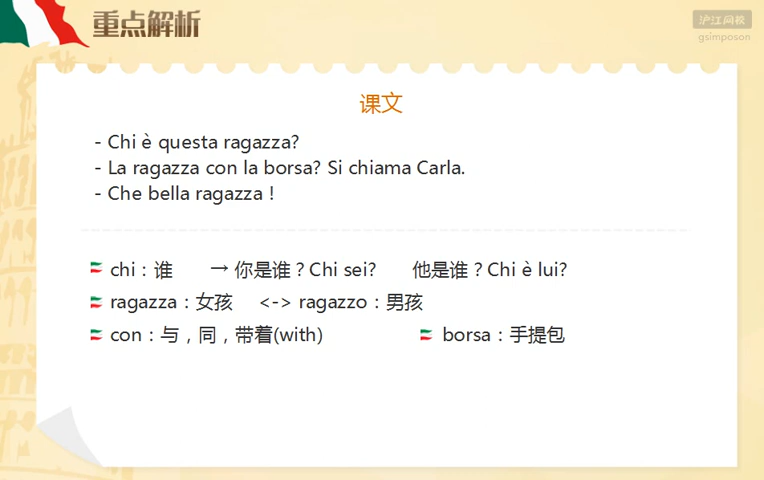 重点解析
沪江网校
gsimposon
课文
- Chi è questa ragazza?
- La ragazza con la borsa? Si chiama Carla.
- Che bella ragazza！
chi：谁 → 你是谁？Chi sei? 他是谁？Chi è lui?
ragazza：女孩 <-> ragazzo：男孩
con：与，同，带着(with) borsa：手提包